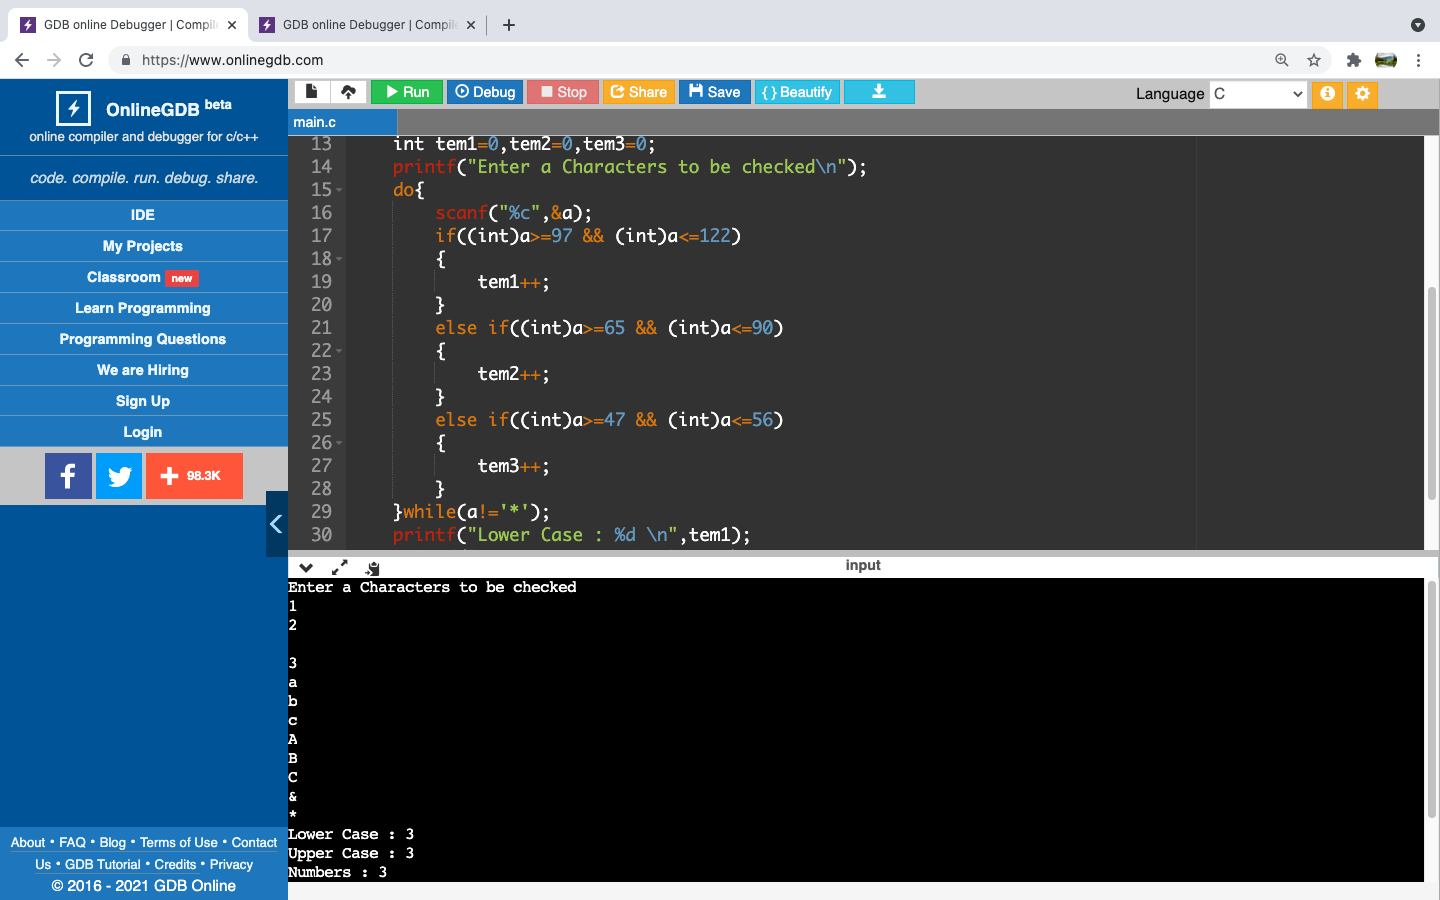 GDB online Debugger | Compile
GDB online Debugger | Compile
https://www.onlinegdb.com
OnlineGDB beta
online compiler and debugger for c/c++
code. compile. run. debug. share.
IDE
My Projects
Classroom new
Learn Programming
Programming Questions
We are Hiring
Sign Up
Login
98.3K
About • FAQ • Blog • Terms of Use • Contact
Us • GDB Tutorial • Credits • Privacy
© 2016 - 2021 GDB Online
Run Debug Stop Share Save { } Beautify
Language C
main.c
13 int tem1=0,tem2=0,tem3=0;
14 printf("Enter a Characters to be checked\n");
15 do{
16 scanf("%c",&a);
17 if((int)a>=97 && (int)a<=122)
18 {
19 tem1++;
20 }
21 else if((int)a>=65 && (int)a<=90)
22 {
23 tem2++;
24 }
25 else if((int)a>=47 && (int)a<=56)
26 {
27 tem3++;
28 }
29 }while(a!='*');
30 printf("Lower Case : %d \n",tem1);
input
Enter a Characters to be checked
1
2
3
a
b
c
A
B
C
&
*
Lower Case : 3
Upper Case : 3
Numbers : 3